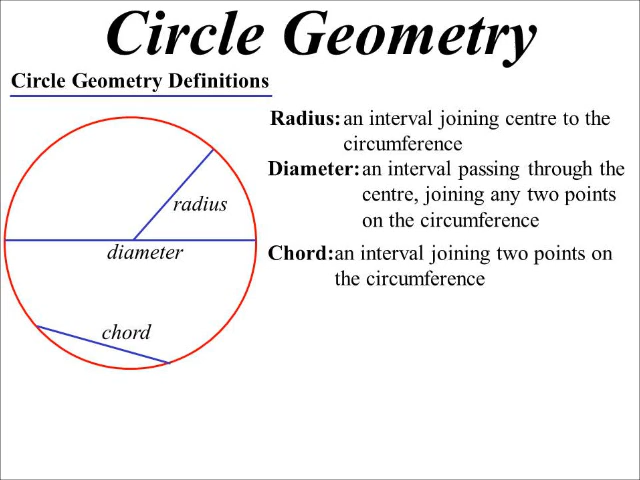 Circle Geometry
Circle Geometry Definitions
Radius: an interval joining centre to the
circumference
Diameter: an interval passing through the
centre, joining any two points
on the circumference
Chord: an interval joining two points on
the circumference
radius
diameter
chord